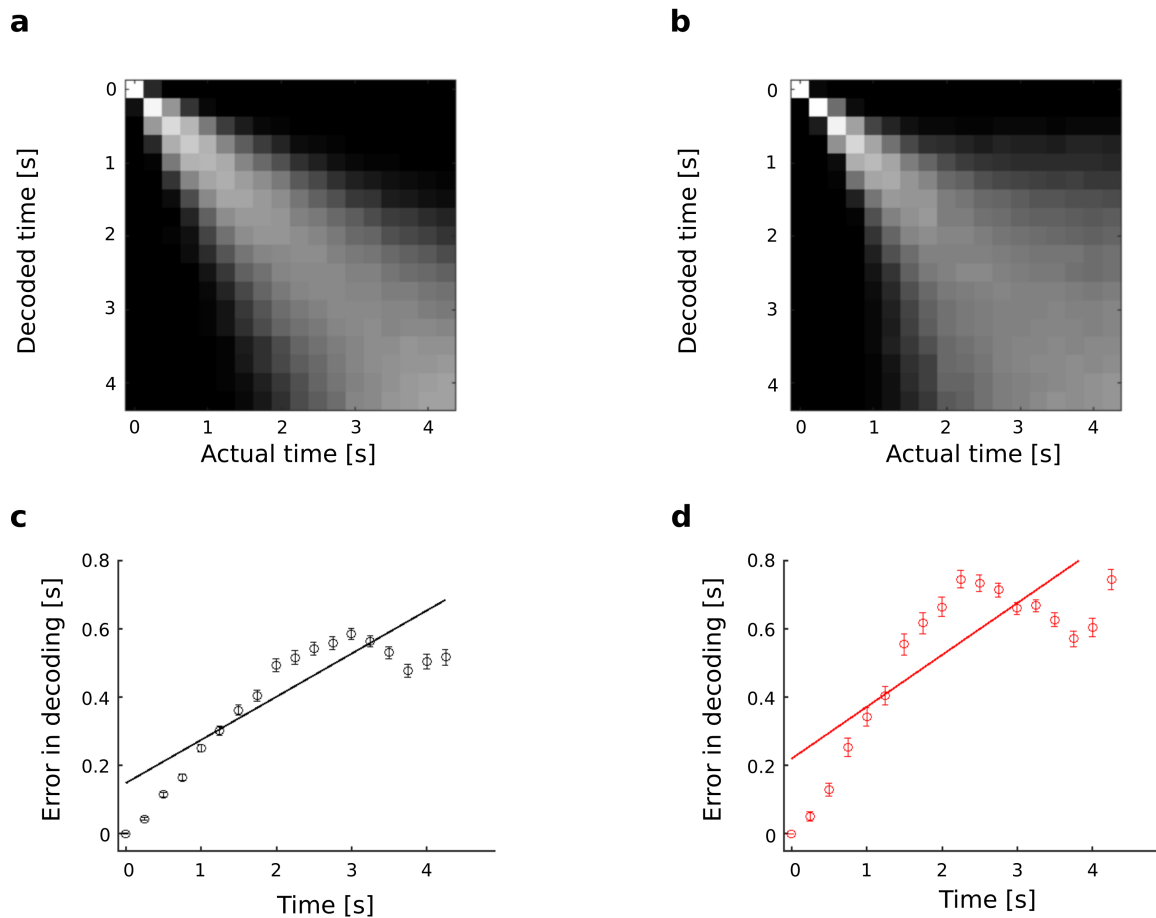 a
b
0
1
2
3
4
Decoded time [s]
0 1 2 3 4
Actual time [s]
0
1
2
3
4
Decoded time [s]
0 1 2 3 4
Actual time [s]
c
d
0.8
0.6
0.4
0.2
0
Error in decoding [s]
0 1 2 3 4
Time [s]
0.8
0.6
0.4
0.2
0
Error in decoding [s]
0 1 2 3 4
Time [s]